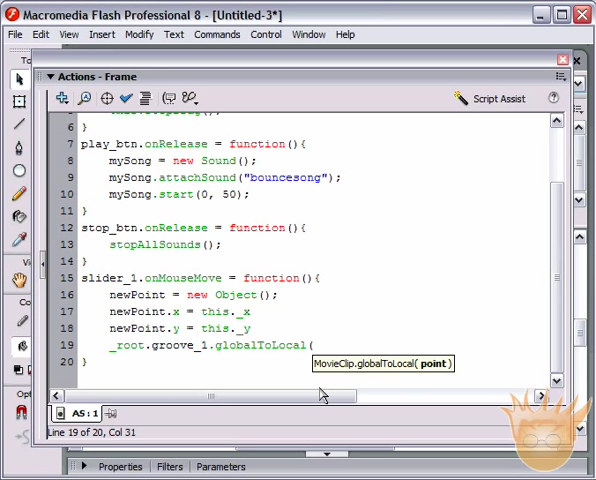 Macromedia Flash Professional 8 - [Untitled-3*]
File Edit View Insert Modify Text Commands Control Window Help
To
Actions - Frame
Script Assist
6 }
7 play_btn.onRelease = function(){
8 mySong = new Sound();
9 mySong.attachSound("bouncesong");
10 mySong.start(0, 50);
11 }
12 stop_btn.onRelease = function(){
13 stopAllSounds();
14 }
15 slider_1.onMouseMove = function(){
16 newPoint = new Object();
17 newPoint.x = this._x
18 newPoint.y = this._y
19 _root.groove_1.globalToLocal(
MovieClip.globalToLocal( point )
20 }
Vi
Co
Opt
AS : 1
Line 19 of 20, Col 31
Properties Filters Parameters